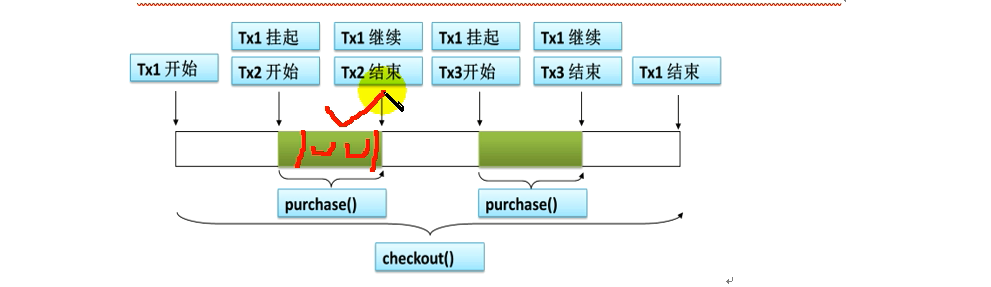 Tx1 挂起
Tx1 继续
Tx1 挂起
Tx1 继续
Tx1 开始
Tx2 开始
Tx2 结束
Tx3开始
Tx3 结束
Tx1 结束
purchase()
purchase()
checkout()